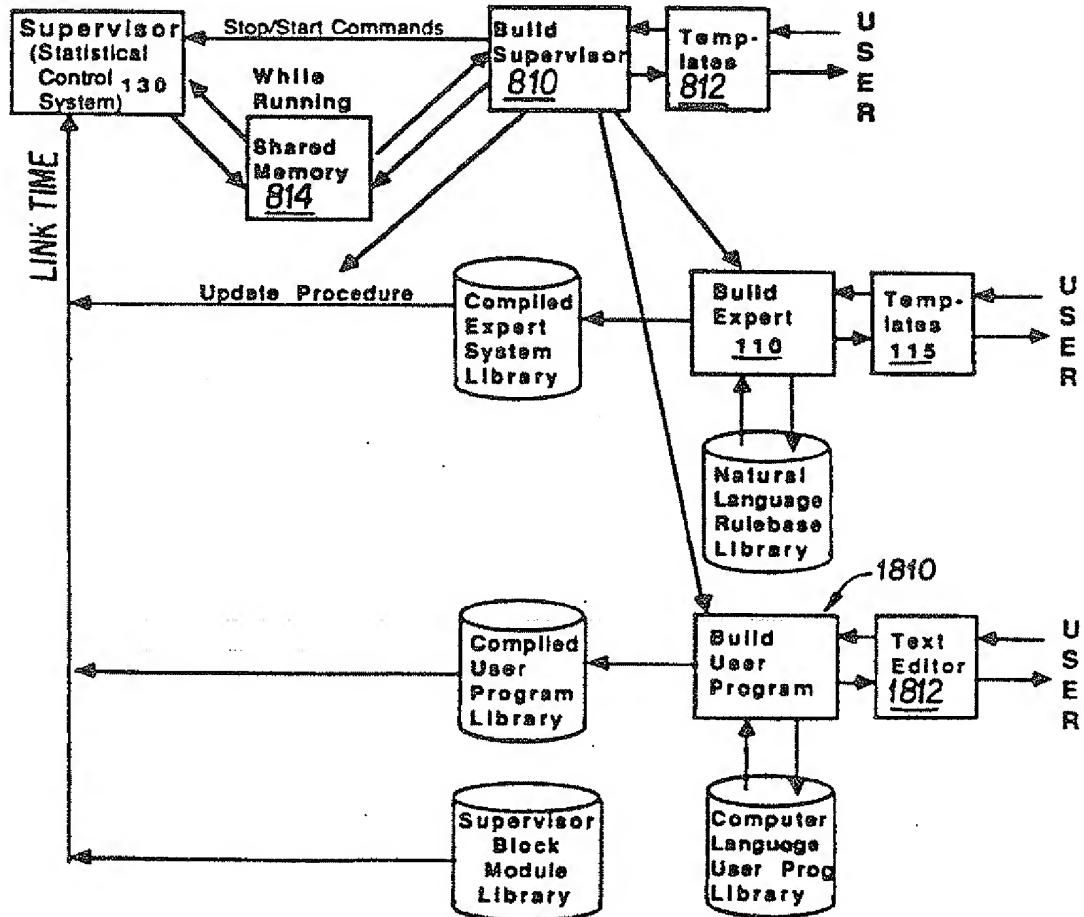 Supervisor
(Statistical
Control 130
System)
Stop/Start Commands
Build
Supervisor
810
Temp-
lates
812
USER
While
Running
Shared
Memory
814
LINK TIME
Update Procedure
Compiled
Expert
System
Library
Build
Expert
110
Temp-
lates
115
USER
Natural
Language
Rulebase
Library
1810
Compiled
User
Program
Library
Build
User
Program
Text
Editor
1812
USER
Supervisor
Block
Module
Library
Computer
Language
User Prog
Library